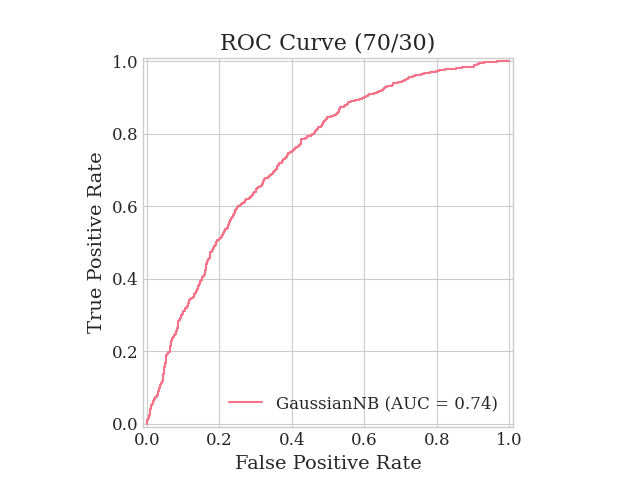 ROC Curve (70/30)
1.0
0.8
0.6
0.4
0.2
0.0
True Positive Rate
GaussianNB (AUC = 0.74)
0.0 0.2 0.4 0.6 0.8 1.0
False Positive Rate